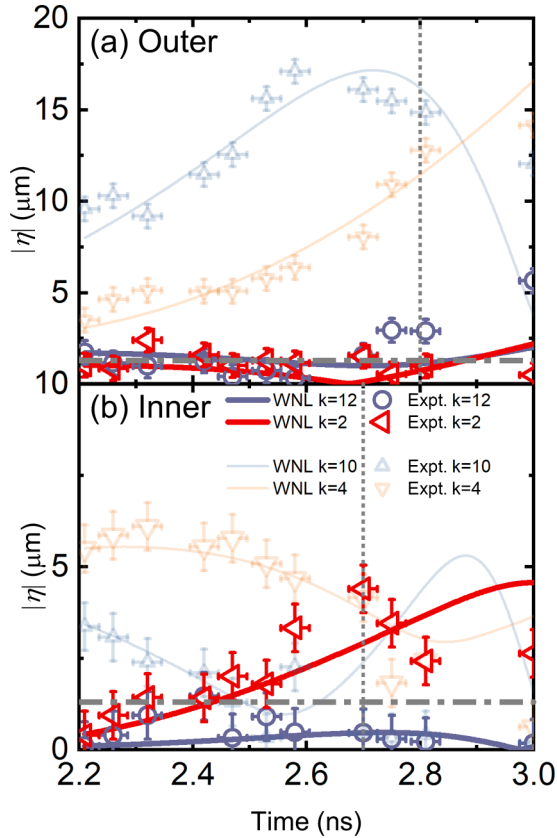 20
(a) Outer
15
10
5
|η| (μm)
10
(b) Inner
WNL k=12
Expt. k=12
WNL k=2
Expt. k=2
WNL k=10
Expt. k=10
WNL k=4
Expt. k=4
5
|η| (μm)
0
2.2 2.4 2.6 2.8 3.0
Time (ns)